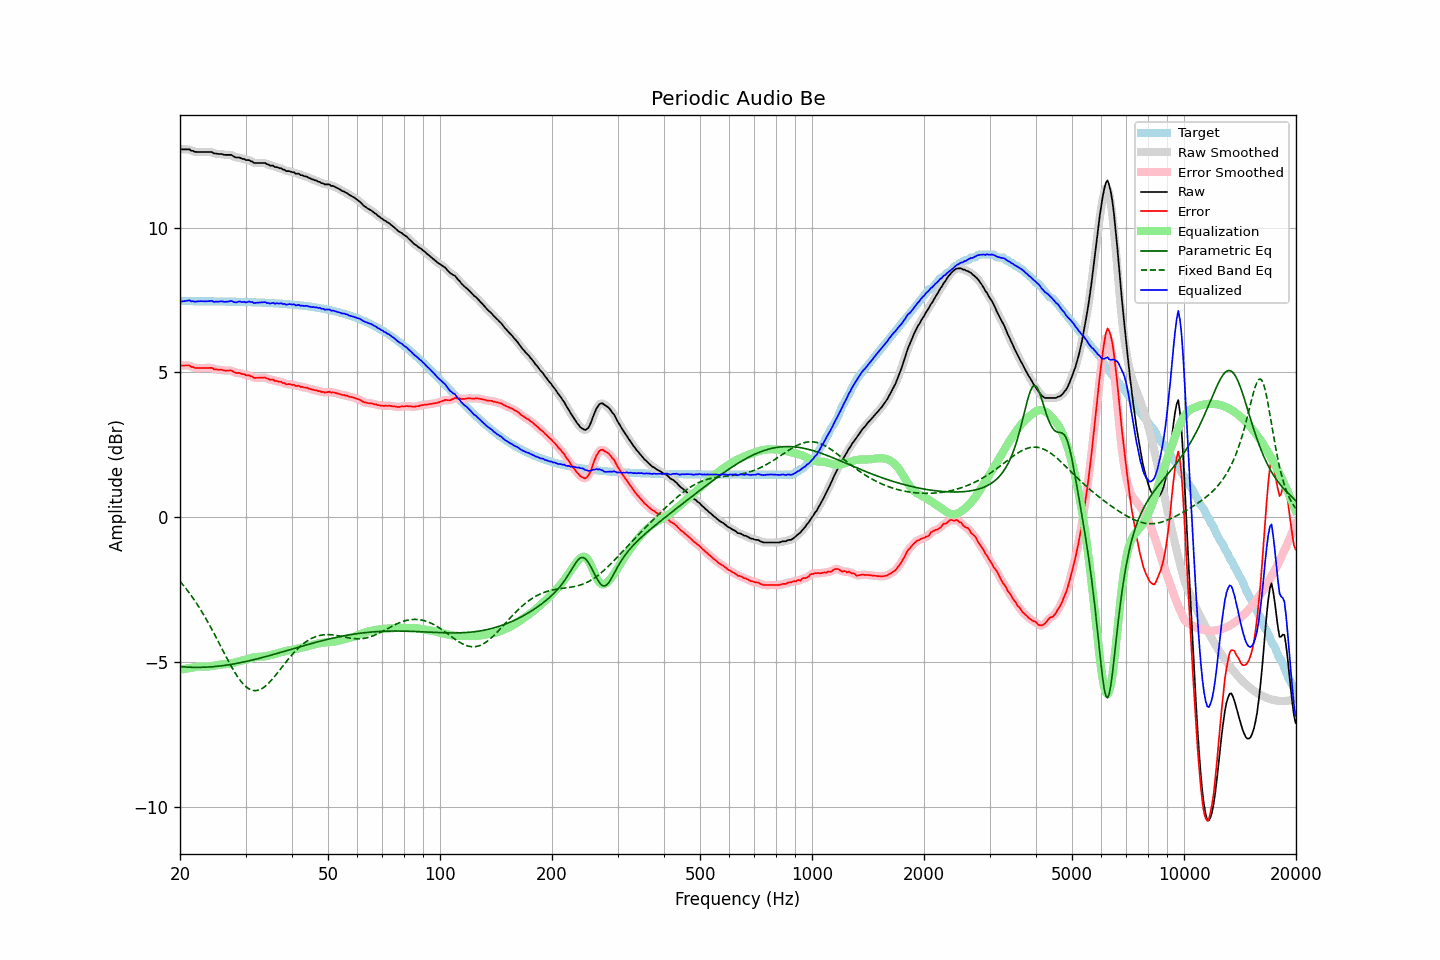 Periodic Audio Be
Target
Raw Smoothed
Error Smoothed
Raw
Error
Equalization
Parametric Eq
Fixed Band Eq
Equalized
Amplitude (dBr)
10
5
0
−5
−10
20
50
100
200
500
1000
2000
5000
10000
20000
Frequency (Hz)